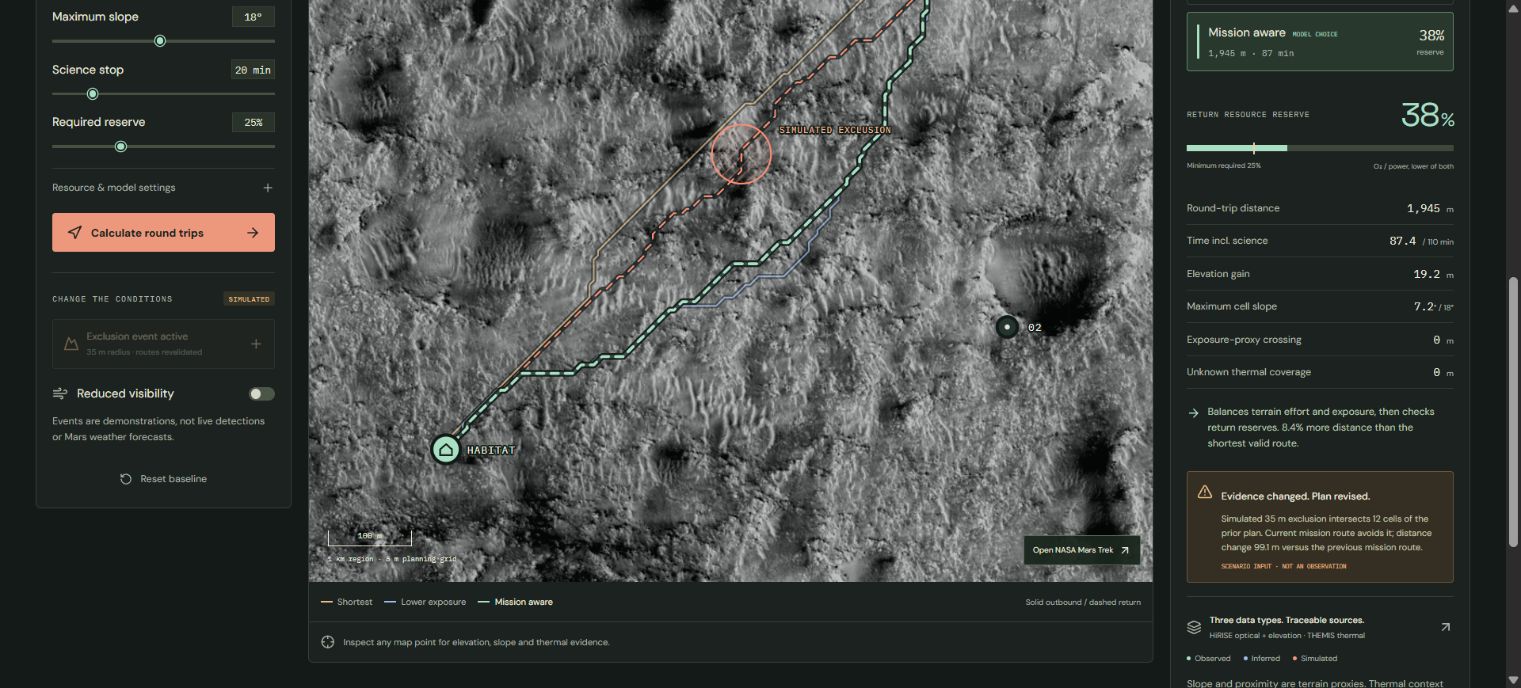 Maximum slope
18°
Science stop
20 min
Required reserve
25%
Resource & model settings
Calculate round trips
CHANGE THE CONDITIONS
SIMULATED
Exclusion event active
35 m radius · routes revalidated
Reduced visibility
Events are demonstrations, not live detections
or Mars weather forecasts.
Reset baseline
SIMULATED EXCLUSION
02
HABITAT
100 m
1 km region · 5 m planning grid
Open NASA Mars Trek
Shortest
Lower exposure
Mission aware
Solid outbound / dashed return
Inspect any map point for elevation, slope and thermal evidence.
Mission aware MODEL CHOICE
38%
1,945 m · 87 min
reserve
RETURN RESOURCE RESERVE
38%
Minimum required 25%
O₂ / power, lower of both
Round-trip distance
1,945 m
Time incl. science
87.4 / 110 min
Elevation gain
19.2 m
Maximum cell slope
7.2° / 18°
Exposure-proxy crossing
0 m
Unknown thermal coverage
0 m
Balances terrain effort and exposure, then checks
return reserves. 8.4% more distance than the
shortest valid route.
Evidence changed. Plan revised.
Simulated 35 m exclusion intersects 12 cells of the
prior plan. Current mission route avoids it; distance
change 99.1 m versus the previous mission route.
SCENARIO INPUT · NOT AN OBSERVATION
Three data types. Traceable sources.
HiRISE optical + elevation · THEMIS thermal
Observed
Inferred
Simulated
Slope and proximity are terrain proxies. Thermal context